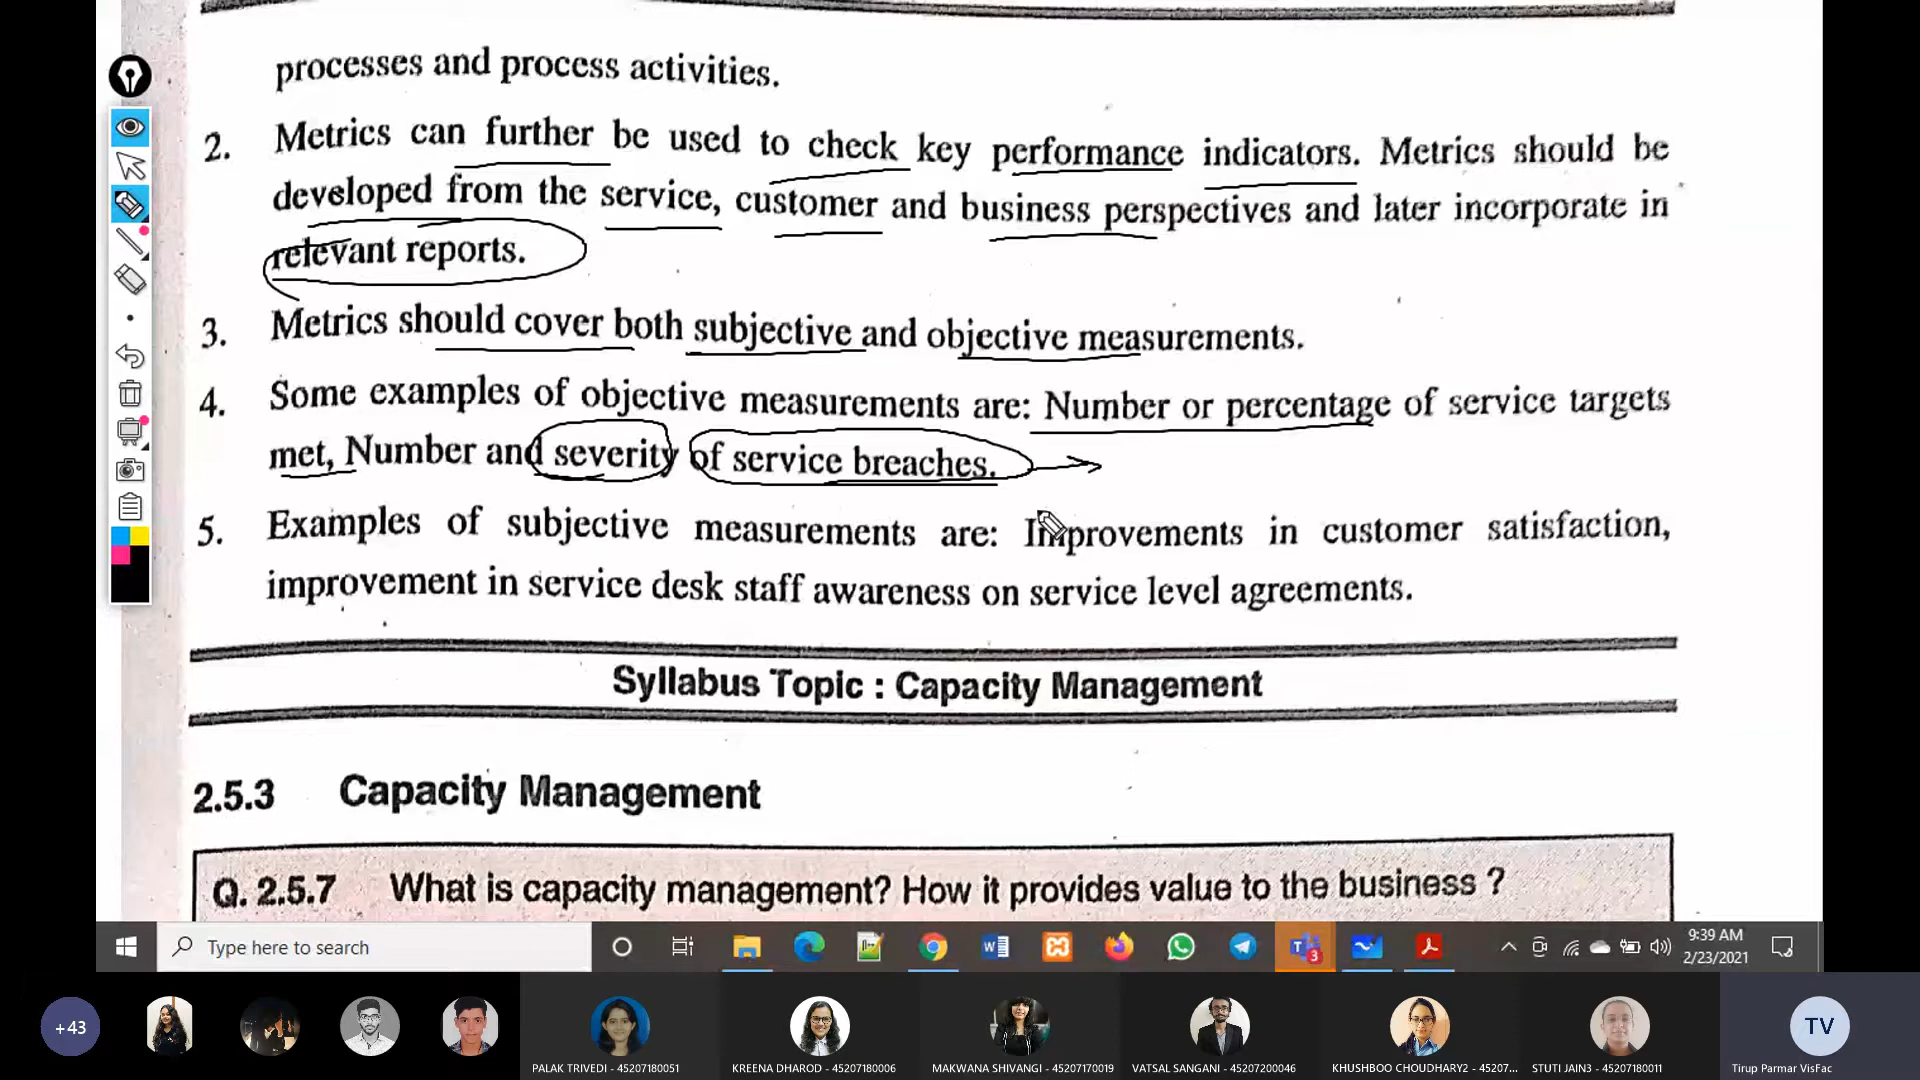 processes and process activities.
2. Metrics can further be used to check key performance indicators. Metrics should be
developed from the service, customer and business perspectives and later incorporate in
relevant reports.
3. Metrics should cover both subjective and objective measurements.
4. Some examples of objective measurements are: Number or percentage of service targets
met, Number and severity of service breaches.
5. Examples of subjective measurements are: Improvements in customer satisfaction,
improvement in service desk staff awareness on service level agreements.
Syllabus Topic : Capacity Management
2.5.3 Capacity Management
Q. 2.5.7 What is capacity management? How it provides value to the business ?
Type here to search
3
9:39 AM
2/23/2021
+43
TV
PALAK TRIVEDI - 45207180051
KREENA DHAROD - 45207180006
MAKWANA SHIVANGI - 45207170019
VATSAL SANGANI - 45207200046
KHUSHBOO CHOUDHARY2 - 45207...
STUTI JAIN3 - 45207180011
Tirup Parmar VisFac